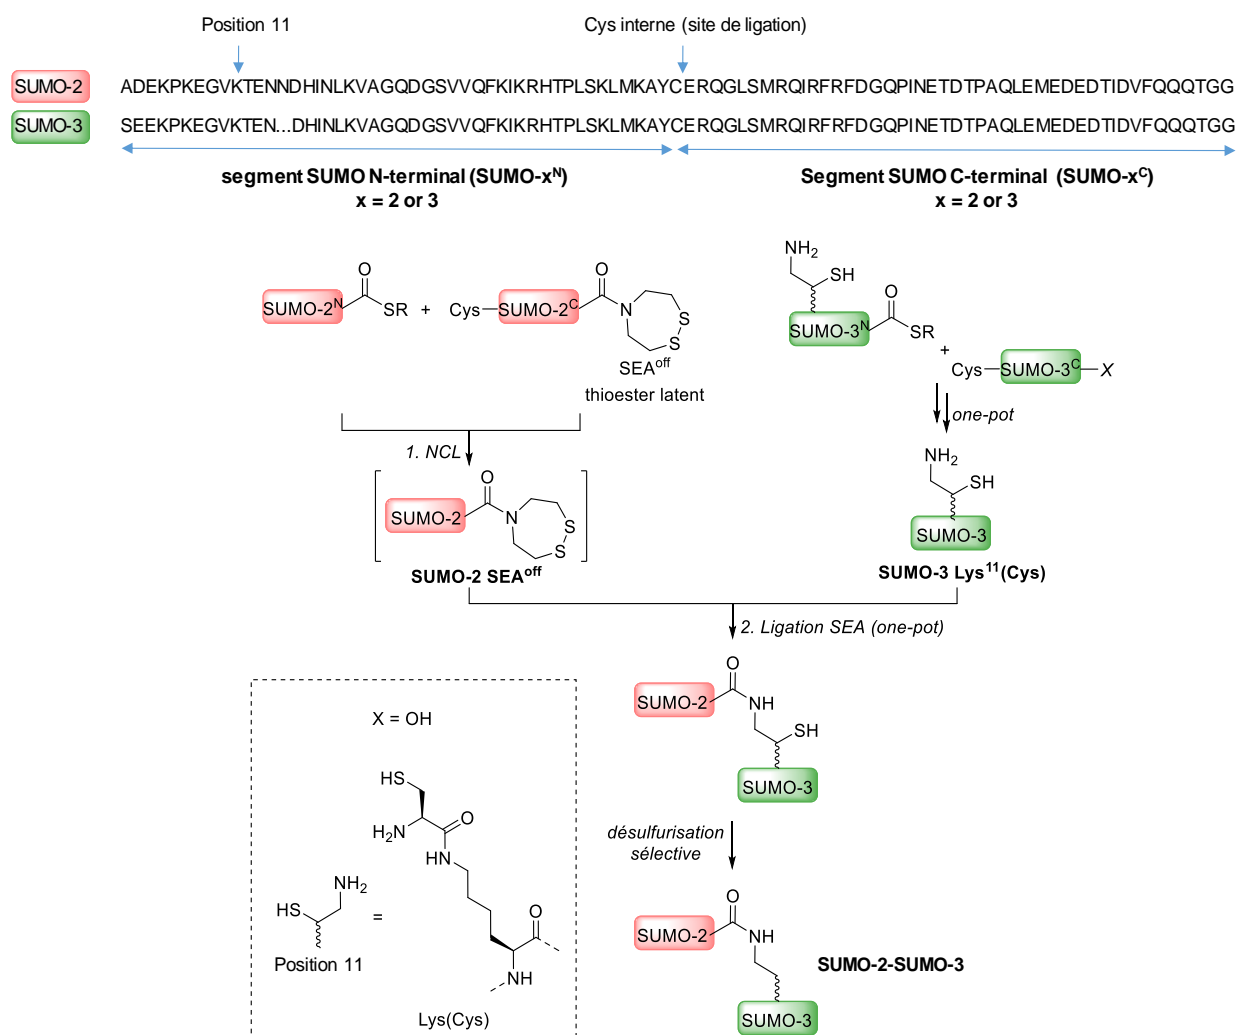 Position 11
Cys interne (site de ligation)
SUMO-2 ADEKPKEGVKTENNDHINLKVAGQDGSVVQFKIKRHTPLSKLMKAYCERQGLSMRQIRFRFDGQPINETDTPAQLEMEDEDTIDVFQQQTGG
SUMO-3 SEEKPKEGVKTEN...DHINLKVAGQDGSVVQFKIKRHTPLSKLMKAYCERQGLSMRQIRFRFDGQPINETDTPAQLEMEDEDTIDVFQQQTGG
segment SUMO N-terminal (SUMO-xᴺ)
x = 2 or 3
Segment SUMO C-terminal (SUMO-xᶜ)
x = 2 or 3
O
SUMO-2ᴺ
SR
+
Cys
SUMO-2ᶜ
O
N
S
S
SEAᵒᶠᶠ
thioester latent
NH₂
SH
O
SUMO-3ᴺ
SR
+
Cys
SUMO-3ᶜ
X
one-pot
1. NCL
O
SUMO-2
N
S
S
SUMO-2 SEAᵒᶠᶠ
NH₂
SH
SUMO-3
SUMO-3 Lys¹¹(Cys)
2. Ligation SEA (one-pot)
O
SUMO-2
NH
SH
SUMO-3
désulfurisation
sélective
O
SUMO-2
NH
SUMO-2-SUMO-3
SUMO-3
X = OH
HS
O
H₂N
HN
NH₂
HS
=
O
Position 11
NH
Lys(Cys)